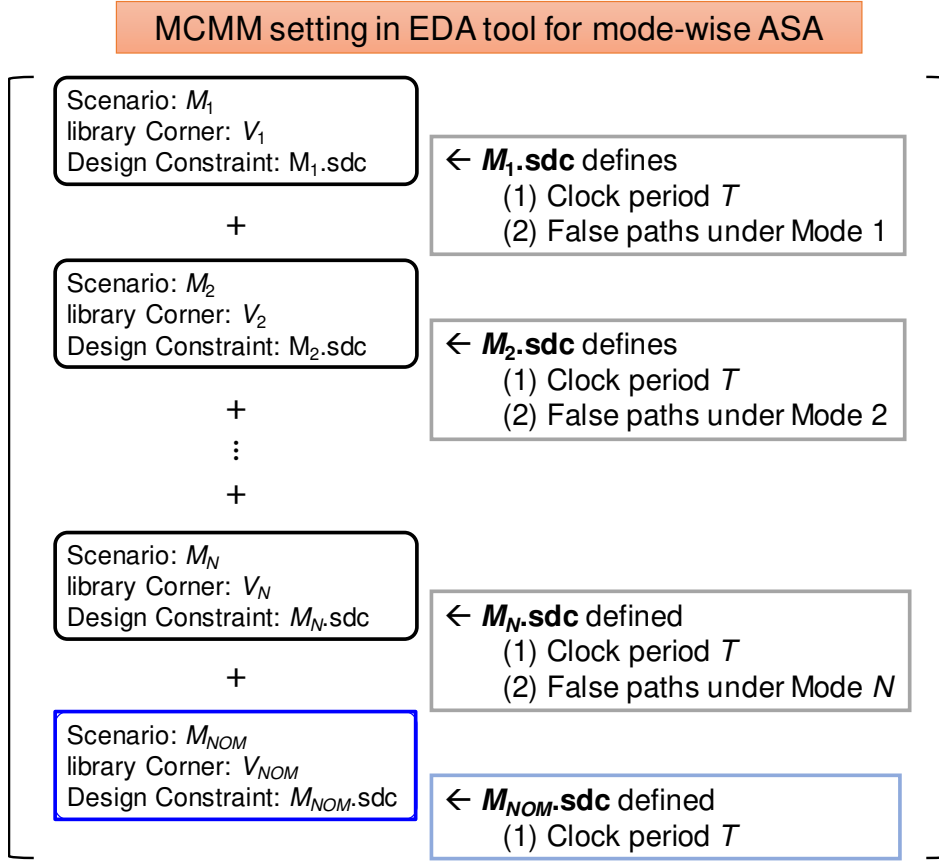 MCMM setting in EDA tool for mode-wise ASA
Scenario: M1
library Corner: V1
Design Constraint: M1.sdc
← M1.sdc defines
(1) Clock period T
(2) False paths under Mode 1
+
Scenario: M2
library Corner: V2
Design Constraint: M2.sdc
← M2.sdc defines
(1) Clock period T
(2) False paths under Mode 2
+
⋮
+
Scenario: MN
library Corner: VN
Design Constraint: MN.sdc
← MN.sdc defined
(1) Clock period T
(2) False paths under Mode N
+
Scenario: MNOM
library Corner: VNOM
Design Constraint: MNOM.sdc
← MNOM.sdc defined
(1) Clock period T